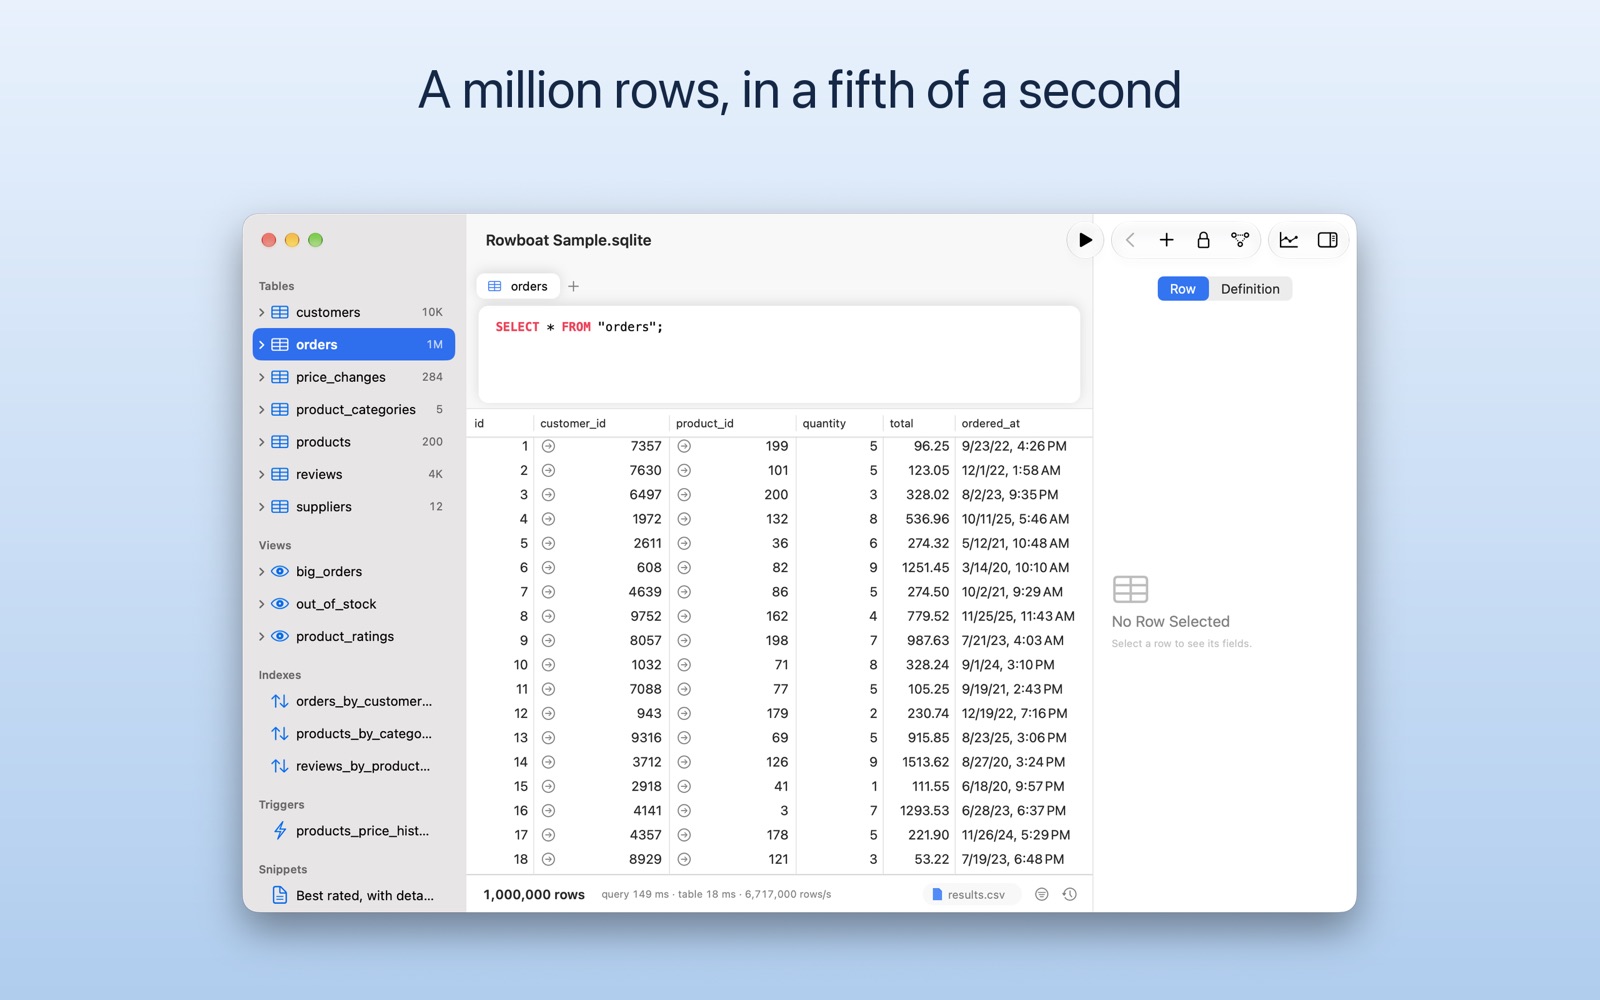 A million rows, in a fifth of a second
Rowboat Sample.sqlite
Tables
customers 10K
orders 1M
price_changes 284
product_categories 5
products 200
reviews 4K
suppliers 12
Views
big_orders
out_of_stock
product_ratings
Indexes
orders_by_customer...
products_by_catego...
reviews_by_product...
Triggers
products_price_hist...
Snippets
Best rated, with deta...
orders
SELECT * FROM "orders";
id customer_id product_id quantity total ordered_at
1 7357 199 5 96.25 9/23/22, 4:26 PM
2 7630 101 5 123.05 12/1/22, 1:58 AM
3 6497 200 3 328.02 8/2/23, 9:35 PM
4 1972 132 8 536.96 10/11/25, 5:46 AM
5 2611 36 6 274.32 5/12/21, 10:48 AM
6 608 82 9 1251.45 3/14/20, 10:10 AM
7 4639 86 5 274.50 10/2/21, 9:29 AM
8 9752 162 4 779.52 11/25/25, 11:43 AM
9 8057 198 7 987.63 7/21/23, 4:03 AM
10 1032 71 8 328.24 9/1/24, 3:10 PM
11 7088 77 5 105.25 9/19/21, 2:43 PM
12 943 179 2 230.74 12/19/22, 7:16 PM
13 9316 69 5 915.85 8/23/25, 3:06 PM
14 3712 126 9 1513.62 8/27/20, 3:24 PM
15 2918 41 1 111.55 6/18/20, 9:57 PM
16 4141 3 7 1293.53 6/28/23, 6:37 PM
17 4357 178 5 221.90 11/26/24, 5:29 PM
18 8929 121 3 53.22 7/19/23, 6:48 PM
1,000,000 rows query 149 ms · table 18 ms · 6,717,000 rows/s results.csv
Row Definition
No Row Selected
Select a row to see its fields.